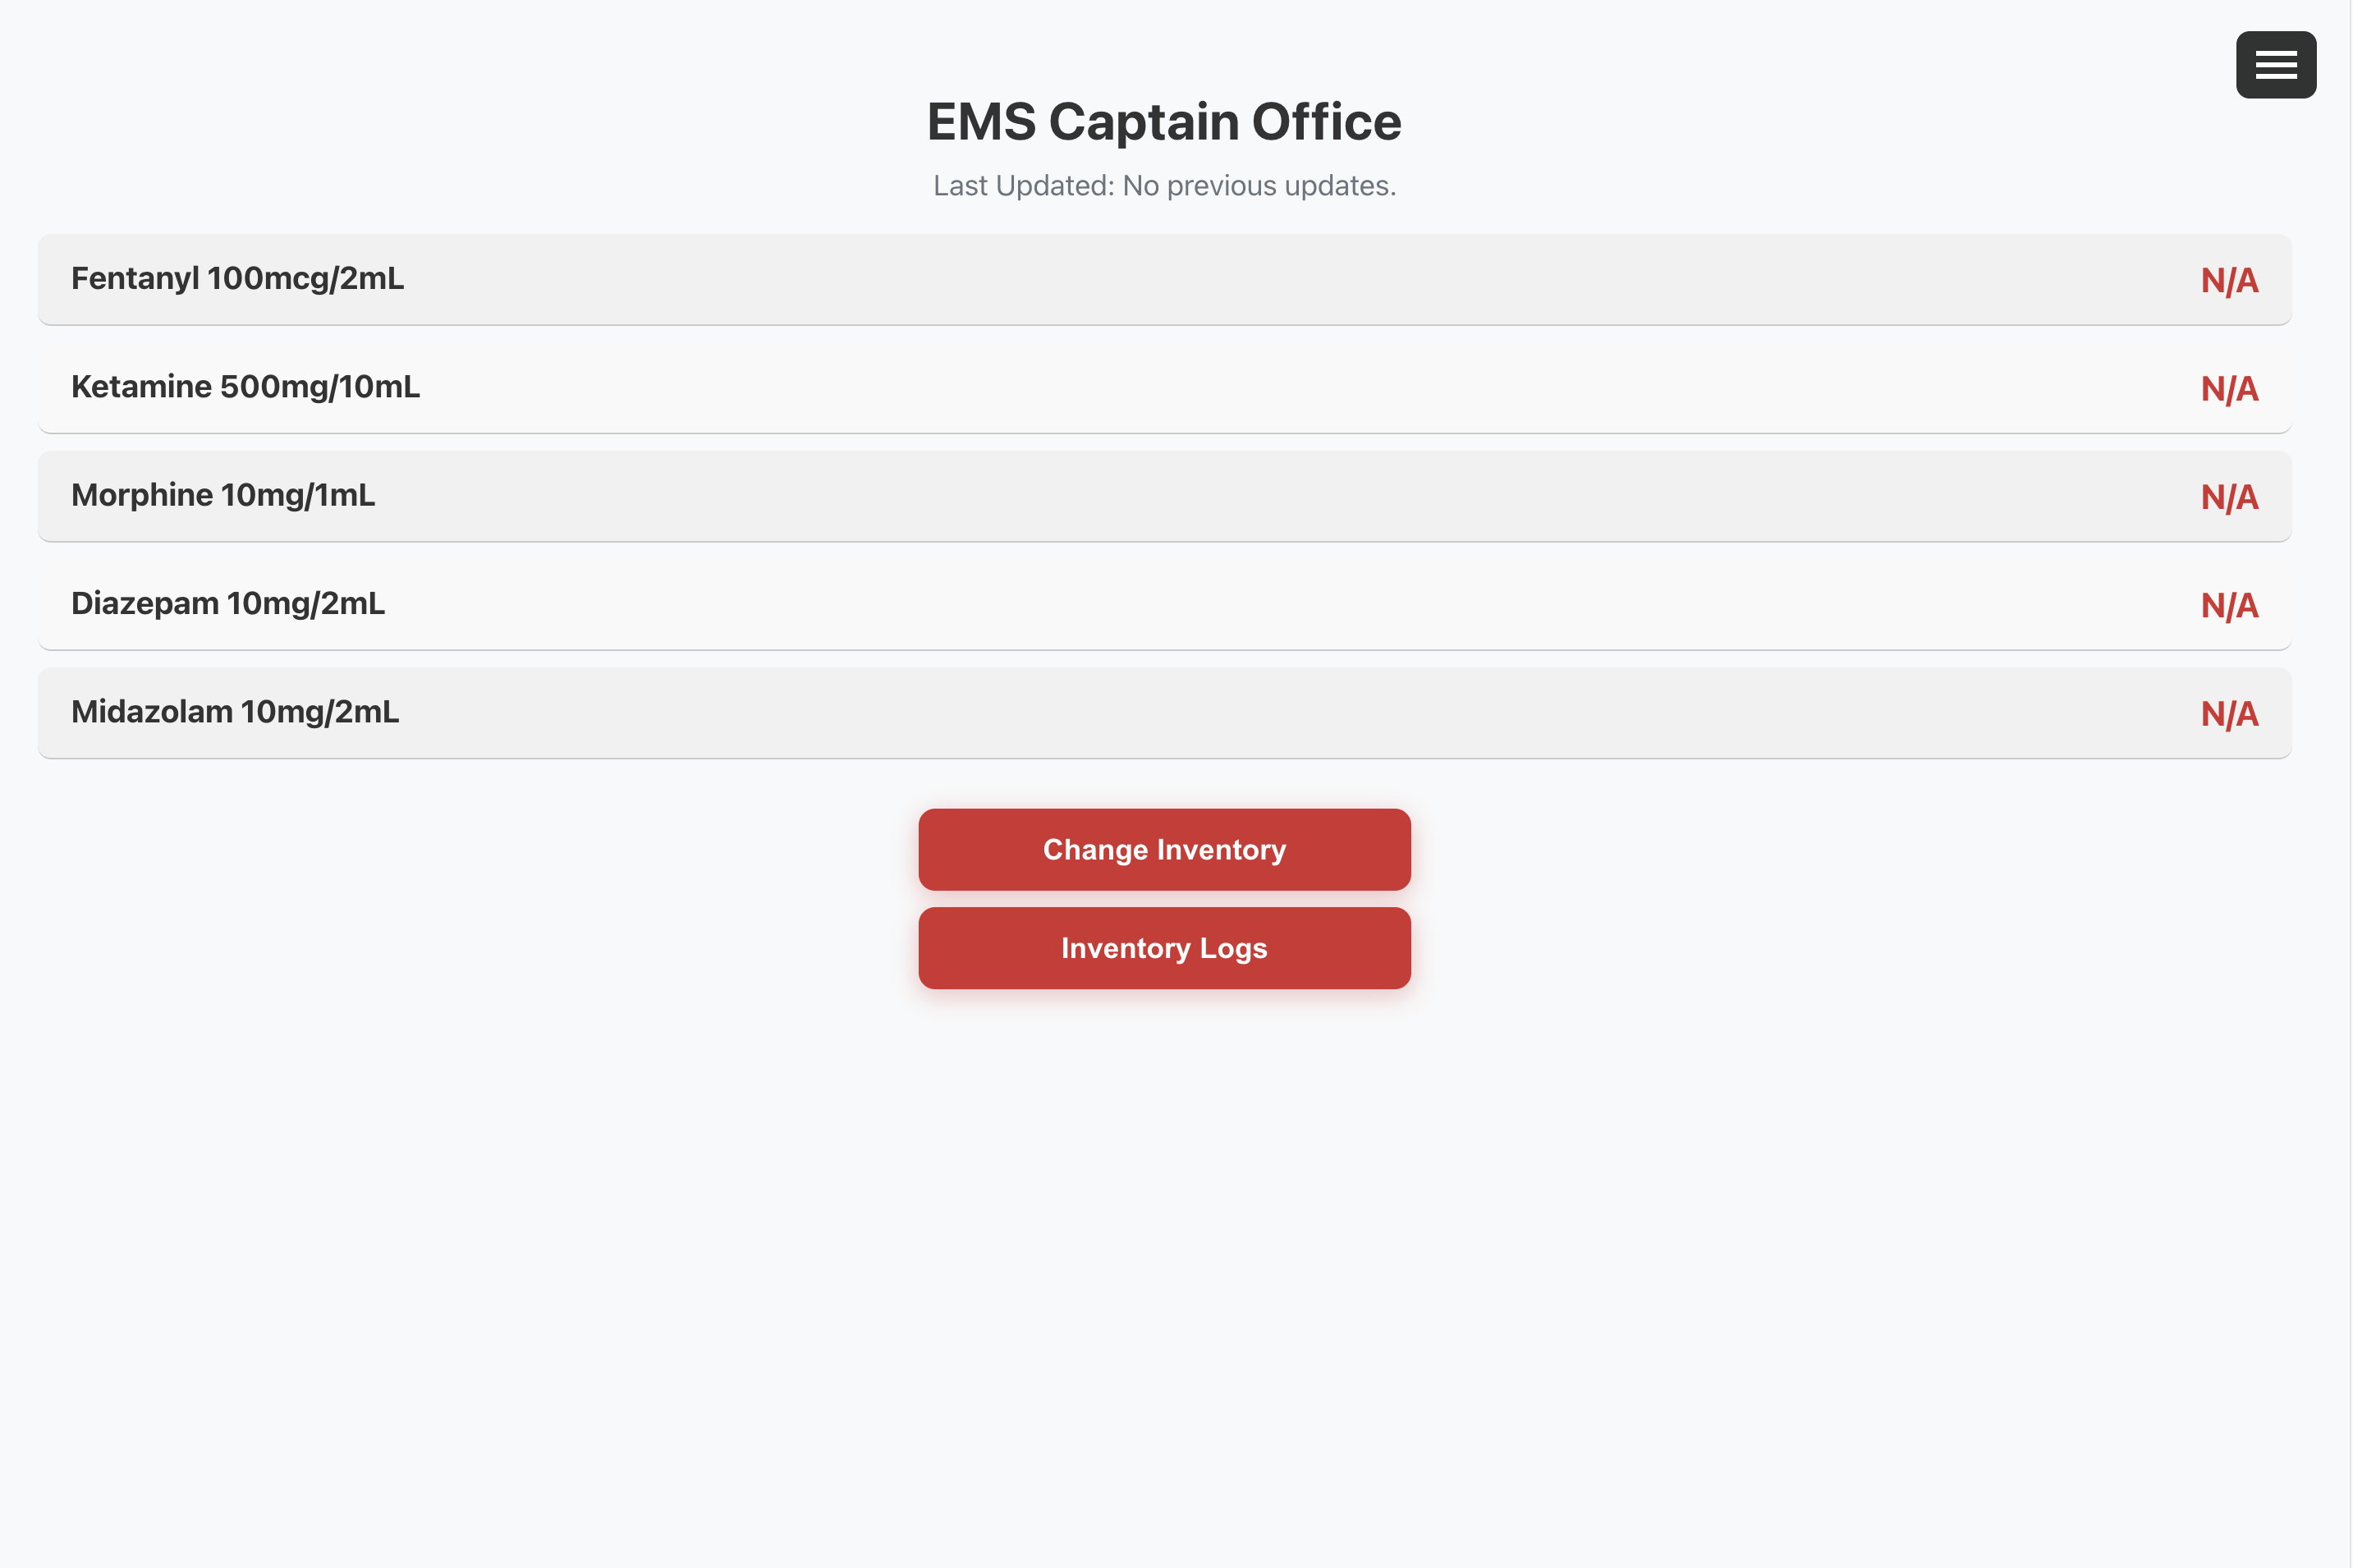 EMS Captain Office
Last Updated: No previous updates.
Fentanyl 100mcg/2mL N/A
Ketamine 500mg/10mL N/A
Morphine 10mg/1mL N/A
Diazepam 10mg/2mL N/A
Midazolam 10mg/2mL N/A
Change Inventory
Inventory Logs